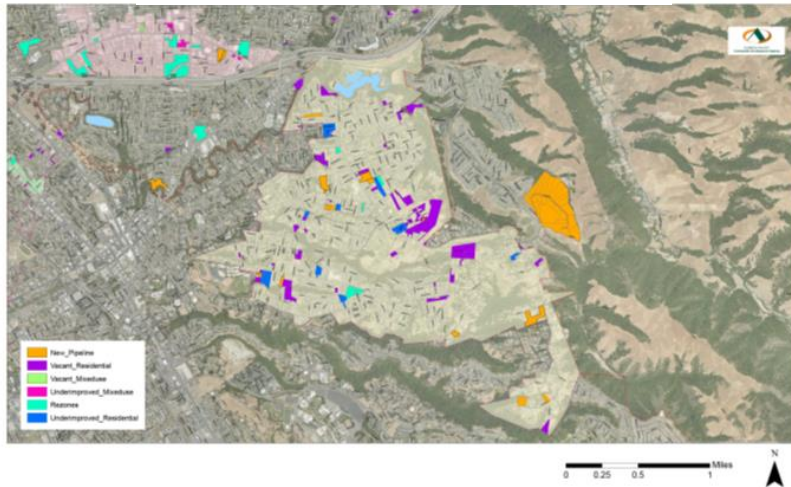 New_Pipeline
Vacant_Residential
Vacant_Mixeduse
Underimproved_Mixeduse
Rezones
Underimproved_Residential
N
Miles
0 0.25 0.5 1